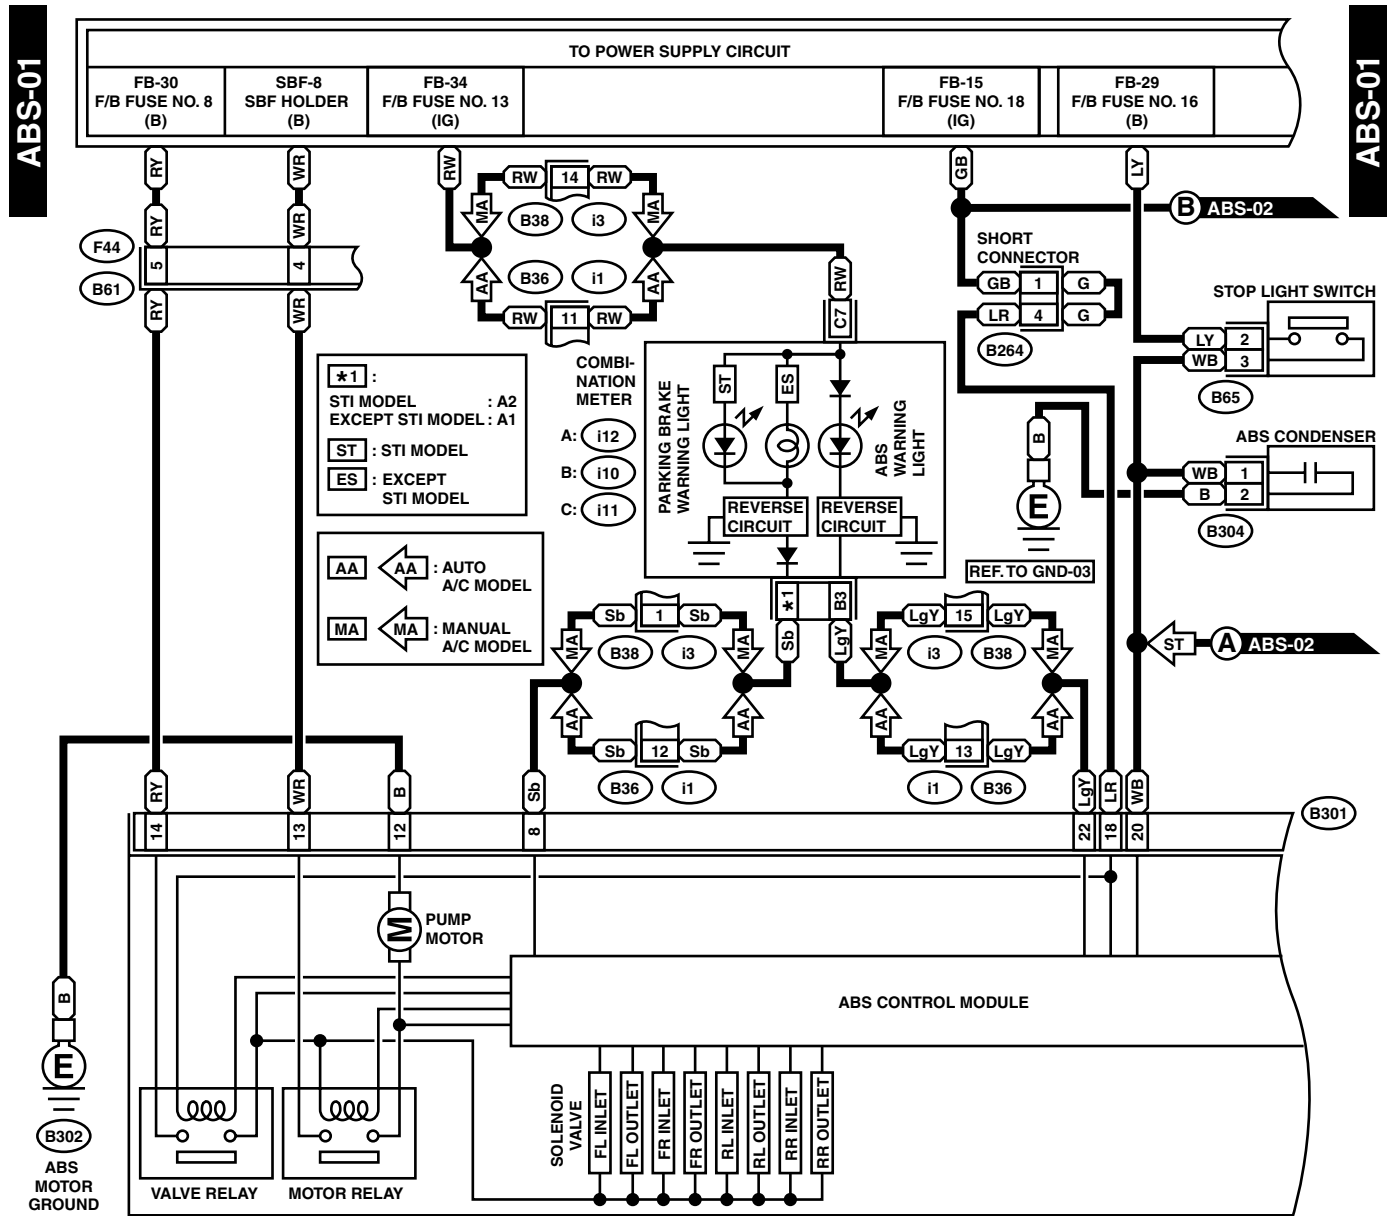 ABS-01
ABS-01
TO POWER SUPPLY CIRCUIT
FB-30
F/B FUSE NO. 8
(B)
SBF-8
SBF HOLDER
(B)
FB-34
F/B FUSE NO. 13
(IG)
FB-15
F/B FUSE NO. 18
(IG)
FB-29
F/B FUSE NO. 16
(B)
RY
WR
RW
GB
LY
RW 14 RW
MA
MA
B38
i3
B36
i1
AA
AA
RW 11 RW
RY
WR
F44
5
4
B61
RY
WR
B ABS-02
SHORT
CONNECTOR
GB 1 G
LR 4 G
B264
STOP LIGHT SWITCH
LY 2
WB 3
B65
RW
C7
*1 :
STI MODEL : A2
EXCEPT STI MODEL : A1
ST : STI MODEL
ES : EXCEPT
STI MODEL
AA AA : AUTO
A/C MODEL
MA MA : MANUAL
A/C MODEL
COMBI-
NATION
METER
A: i12
B: i10
C: i11
PARKING BRAKE
WARNING LIGHT
ST
ES
ABS
WARNING
LIGHT
REVERSE
CIRCUIT
REVERSE
CIRCUIT
B
E
REF. TO GND-03
ABS CONDENSER
WB 1
B 2
B304
*1
B3
Sb
LgY
Sb 1 Sb
MA
MA
B38
i3
AA
AA
Sb 12 Sb
B36
i1
LgY 15 LgY
MA
MA
i3
B38
AA
AA
LgY 13 LgY
i1
B36
ST
A ABS-02
RY
WR
B
Sb
LgY
LR
WB
14
13
12
8
22
18
20
B301
M
PUMP
MOTOR
ABS CONTROL MODULE
B
E
B302
ABS
MOTOR
GROUND
VALVE RELAY
MOTOR RELAY
SOLENOID
VALVE
FL INLET
FL OUTLET
FR INLET
FR OUTLET
RL INLET
RL OUTLET
RR INLET
RR OUTLET